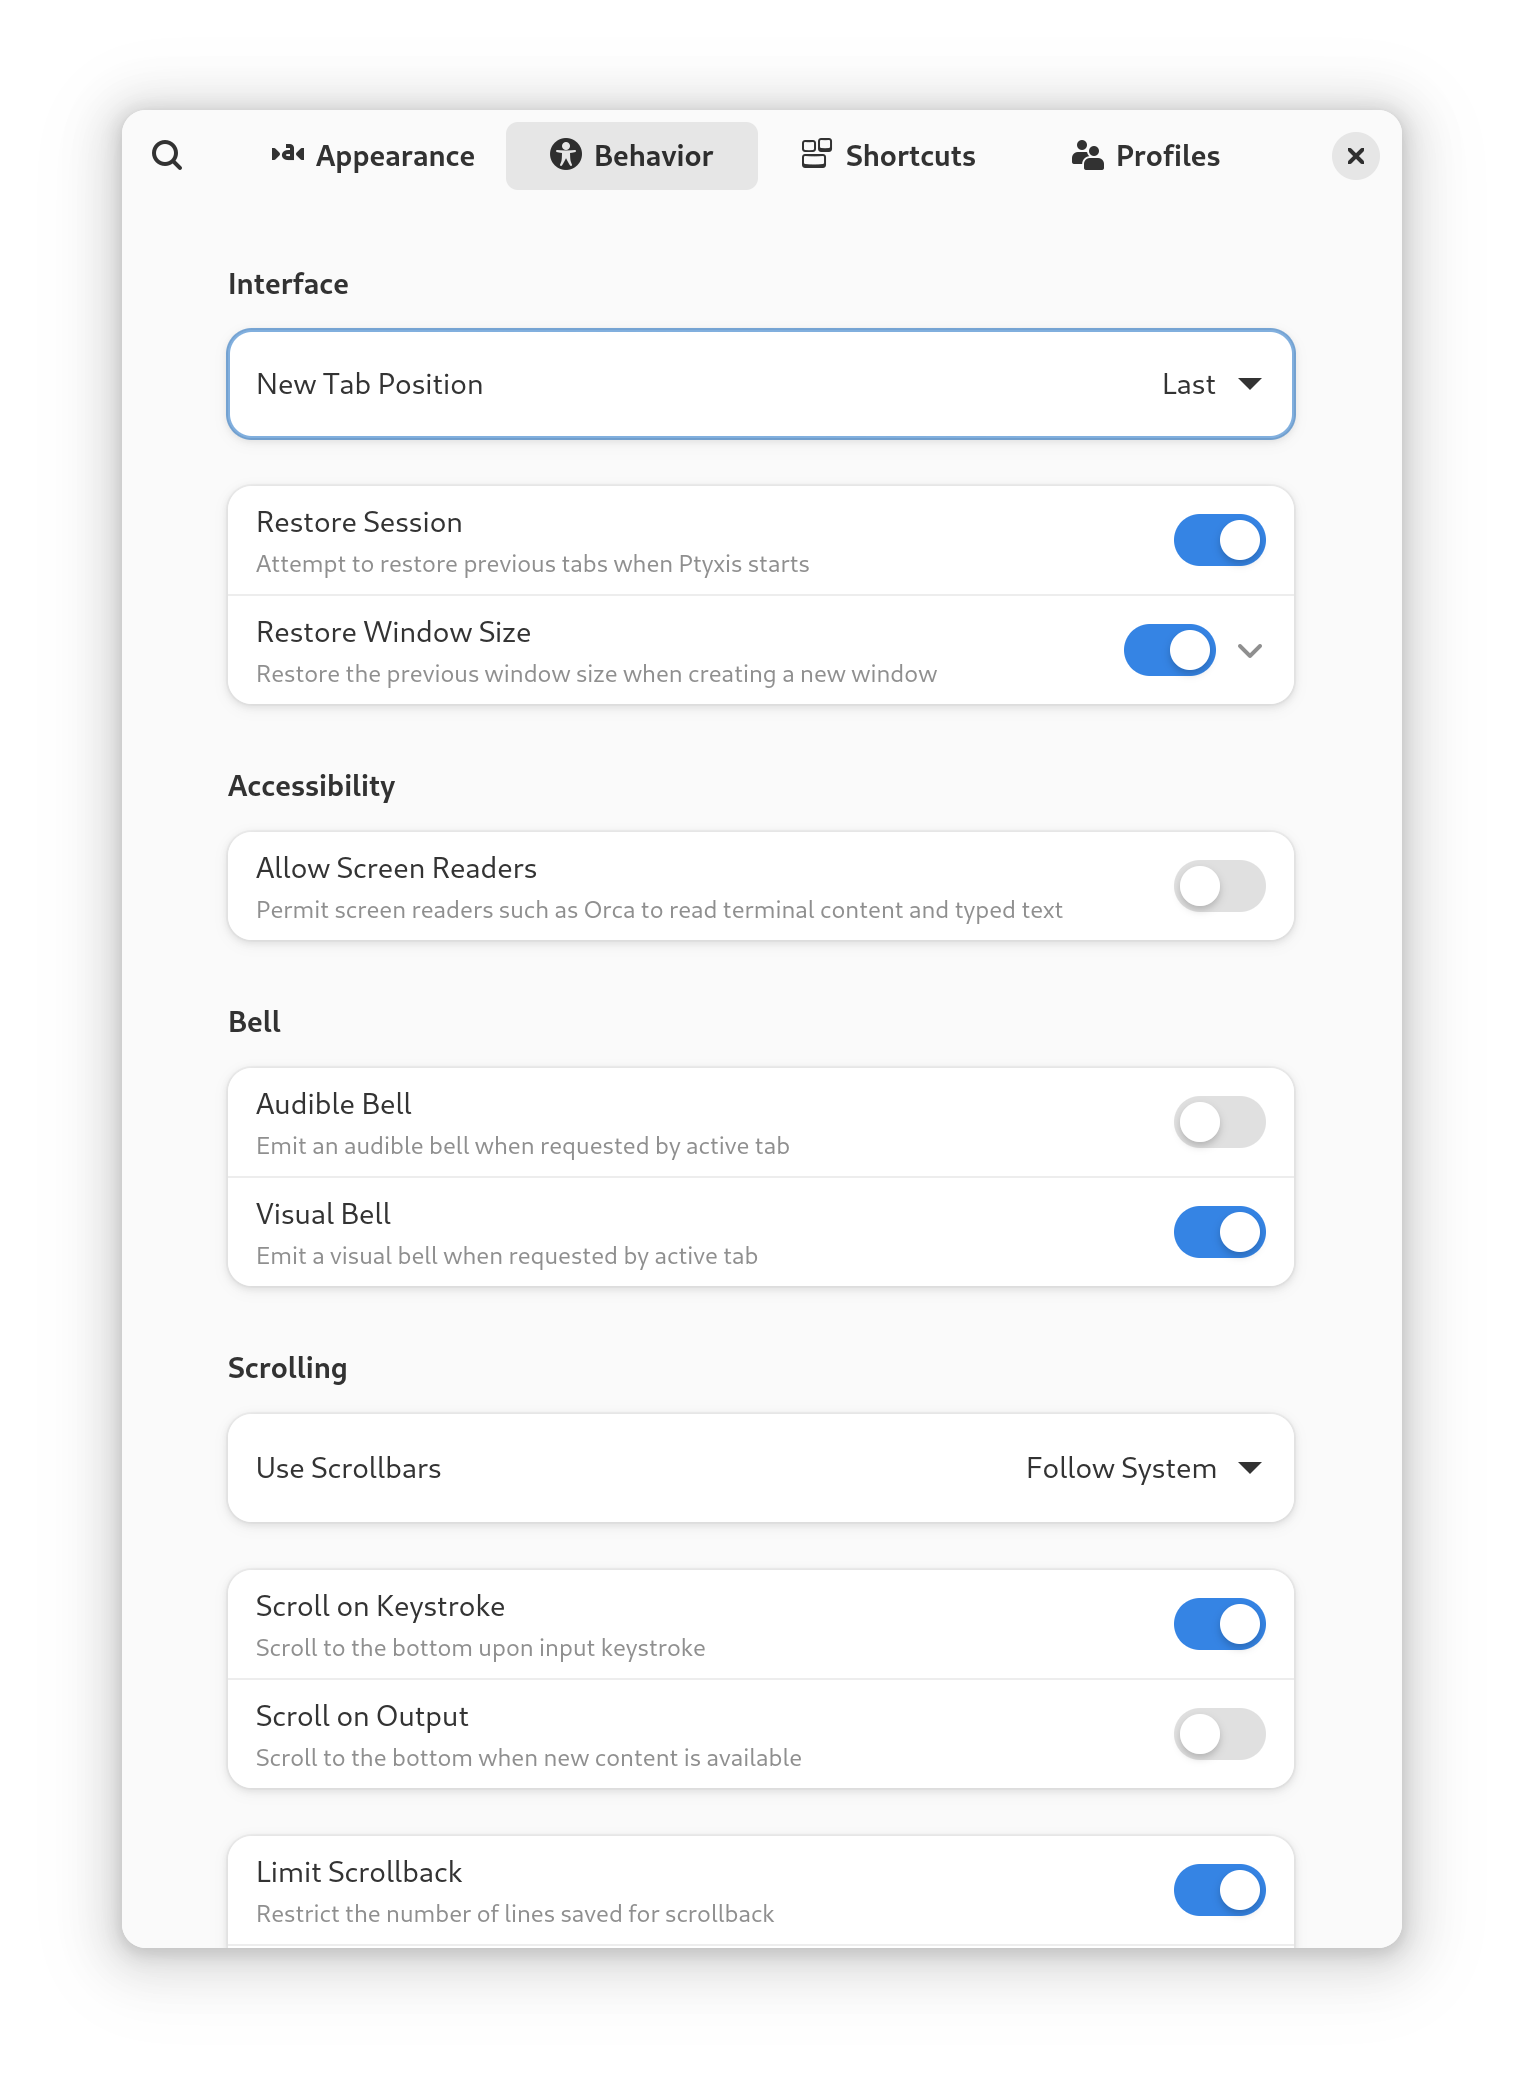 Appearance
Behavior
Shortcuts
Profiles
Interface
New Tab Position
Last
Restore Session
Attempt to restore previous tabs when Ptyxis starts
Restore Window Size
Restore the previous window size when creating a new window
Accessibility
Allow Screen Readers
Permit screen readers such as Orca to read terminal content and typed text
Bell
Audible Bell
Emit an audible bell when requested by active tab
Visual Bell
Emit a visual bell when requested by active tab
Scrolling
Use Scrollbars
Follow System
Scroll on Keystroke
Scroll to the bottom upon input keystroke
Scroll on Output
Scroll to the bottom when new content is available
Limit Scrollback
Restrict the number of lines saved for scrollback